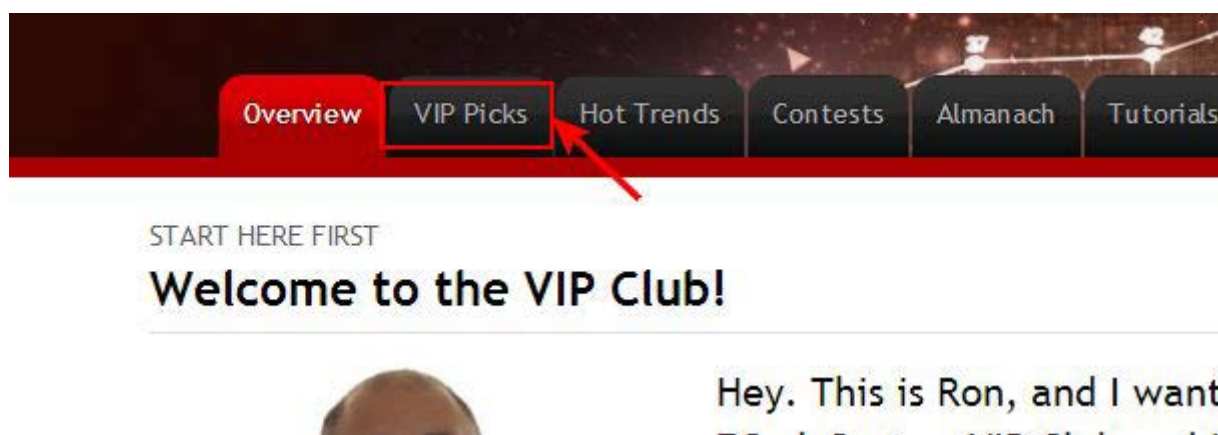 37 42
Overview VIP Picks Hot Trends Contests Almanach Tutorials
START HERE FIRST
Welcome to the VIP Club!
Hey. This is Ron, and I want